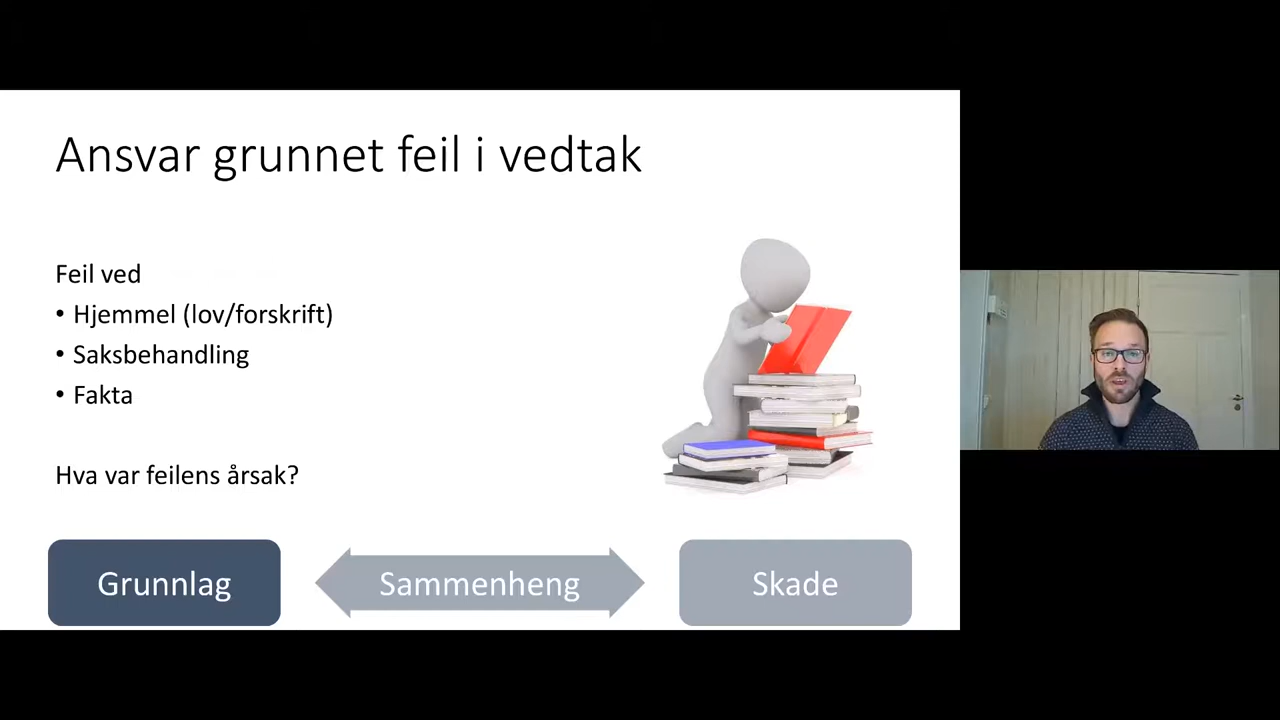 Ansvar grunnet feil i vedtak
Feil ved
• Hjemmel (lov/forskrift)
• Saksbehandling
• Fakta
Hva var feilens årsak?
Grunnlag
Sammenheng
Skade